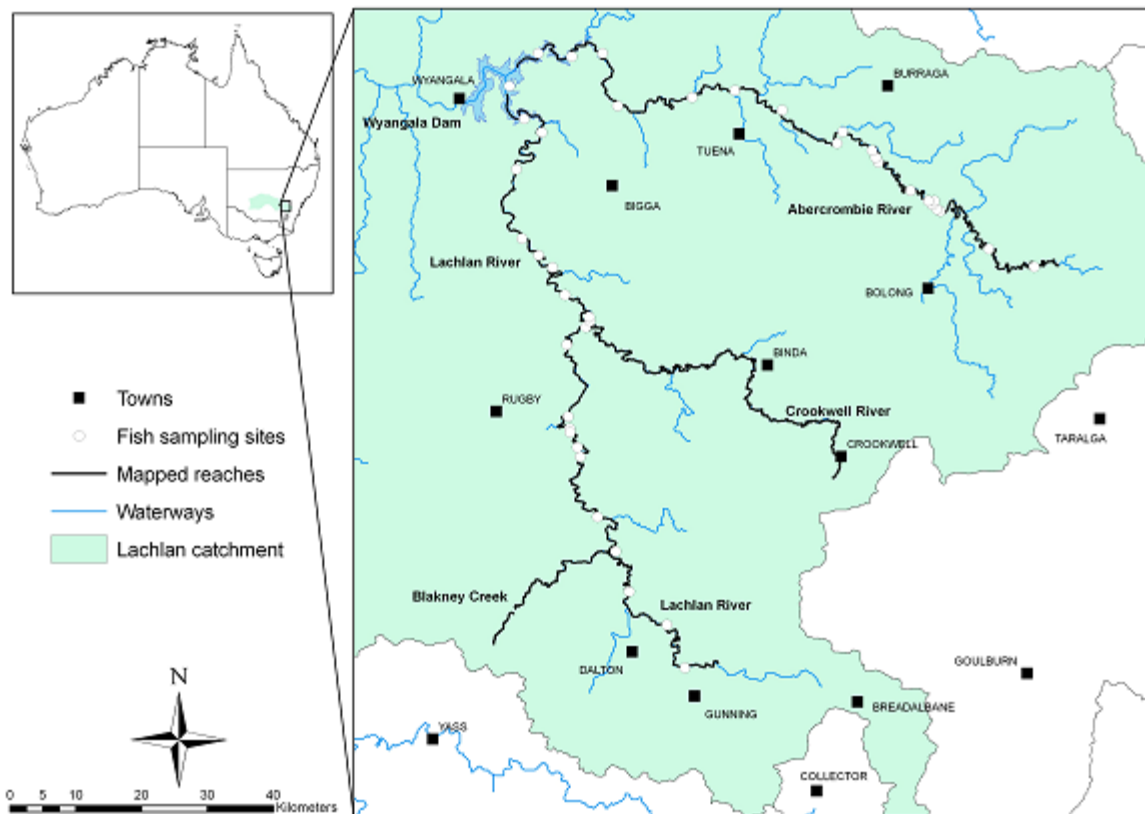 WYANGALA
Wyangala Dam
BURRAGA
TUENA
BIGGA
Abercrombie River
Lachlan River
BOLONG
BINDA
RUGBY
Crookwell River
TARALGA
CROOKWELL
Towns
Fish sampling sites
Mapped reaches
Waterways
Lachlan catchment
Blakney Creek
Lachlan River
DALTON
GOULBURN
GUNNING
BREADALBANE
YASS
COLLECTOR
N
0 5 10 20 30 40
Kilometers